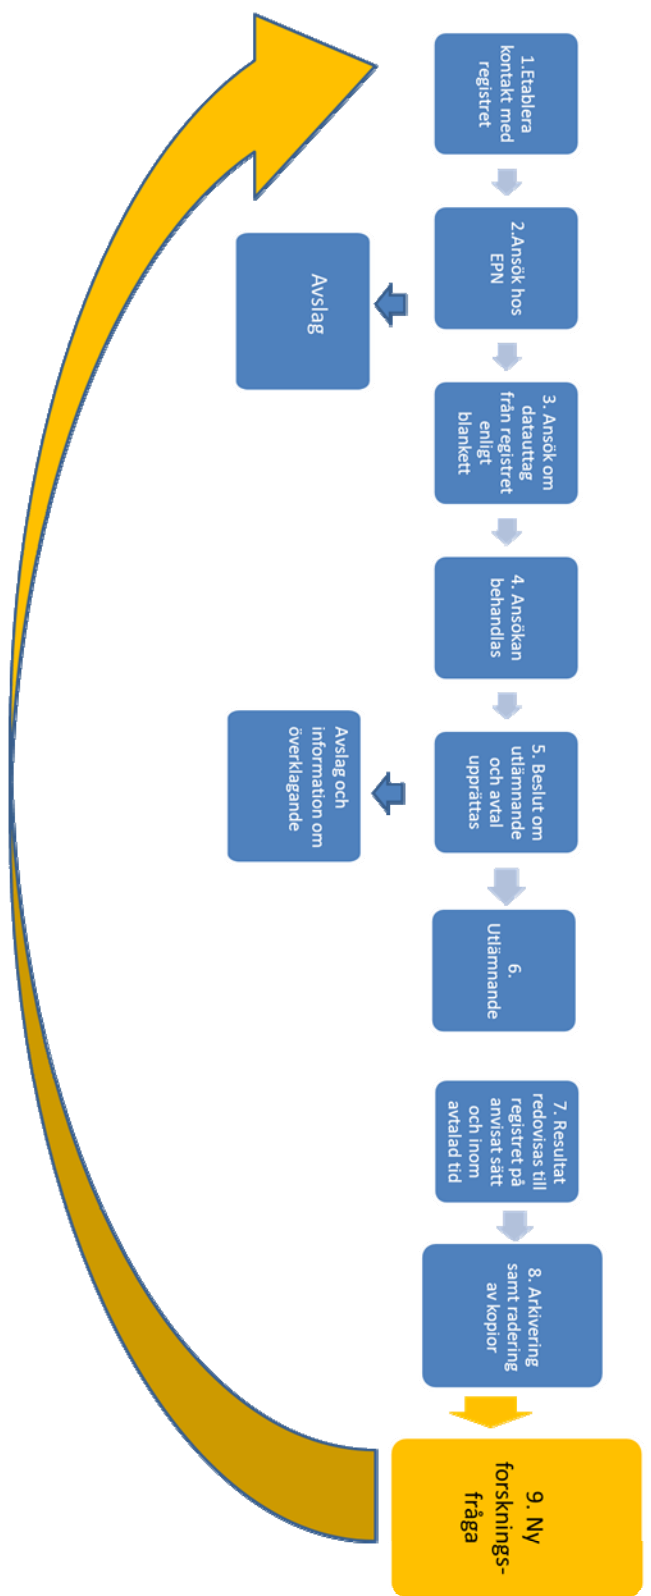 1.Etablera
kontakt med
registret
2.Ansök hos
EPN
Avslag
3. Ansök om
datauttag
från registret
enligt
blankett
4. Ansökan
behandlas
5. Beslut om
utlämnande
och avtal
upprättas
Avslag och
information om
överklagande
6.
Utlämnande
7. Resultat
redovisas till
registret på
anvisat sätt
och inom
avtalad tid
8. Arkivering
samt radering
av kopior
9. Ny
forsknings-
fråga